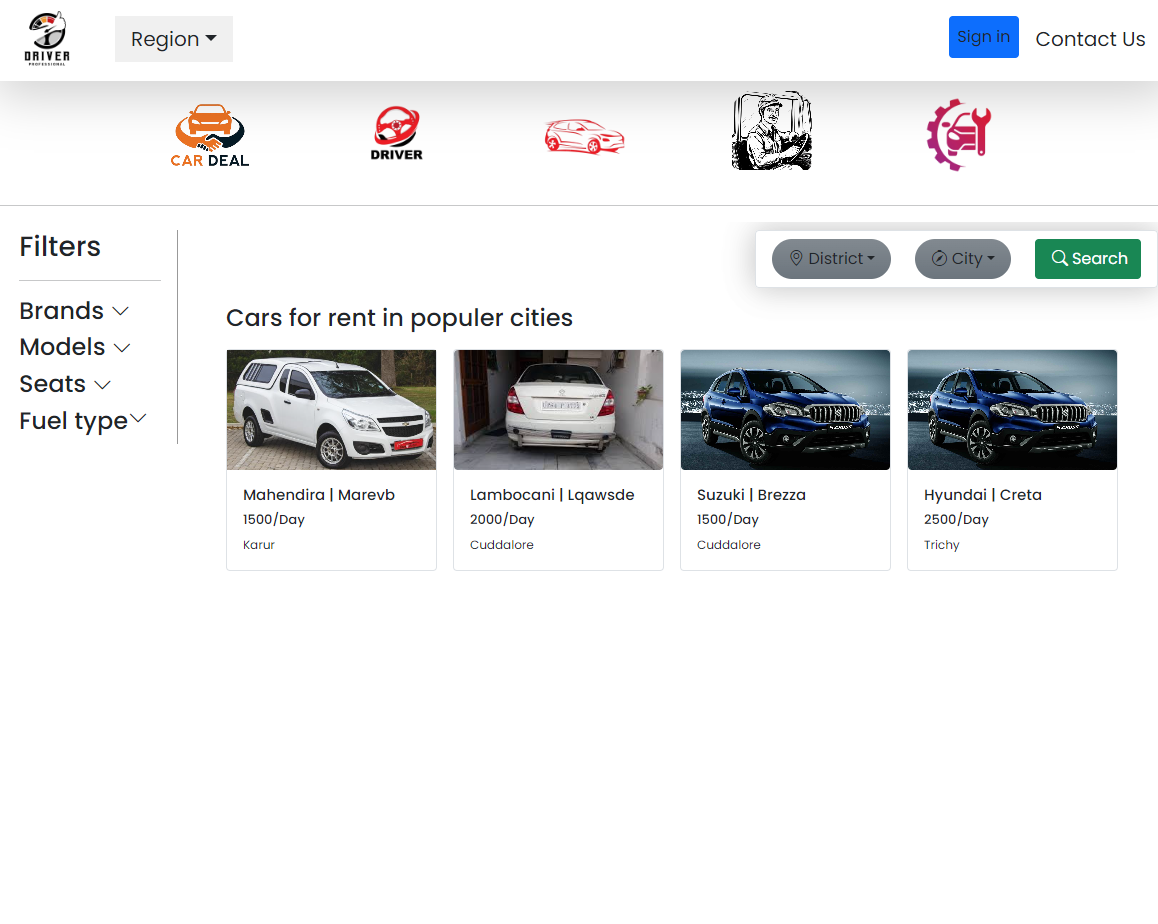 DRIVER
PROFESSIONAL
Region
Sign in
Contact Us
CAR DEAL
DRIVER
Filters
District
City
Search
Brands
Models
Seats
Fuel type
Cars for rent in populer cities
Mahendira | Marevb
1500/Day
Karur
Lambocani | Lqawsde
2000/Day
Cuddalore
Suzuki | Brezza
1500/Day
Cuddalore
Hyundai | Creta
2500/Day
Trichy